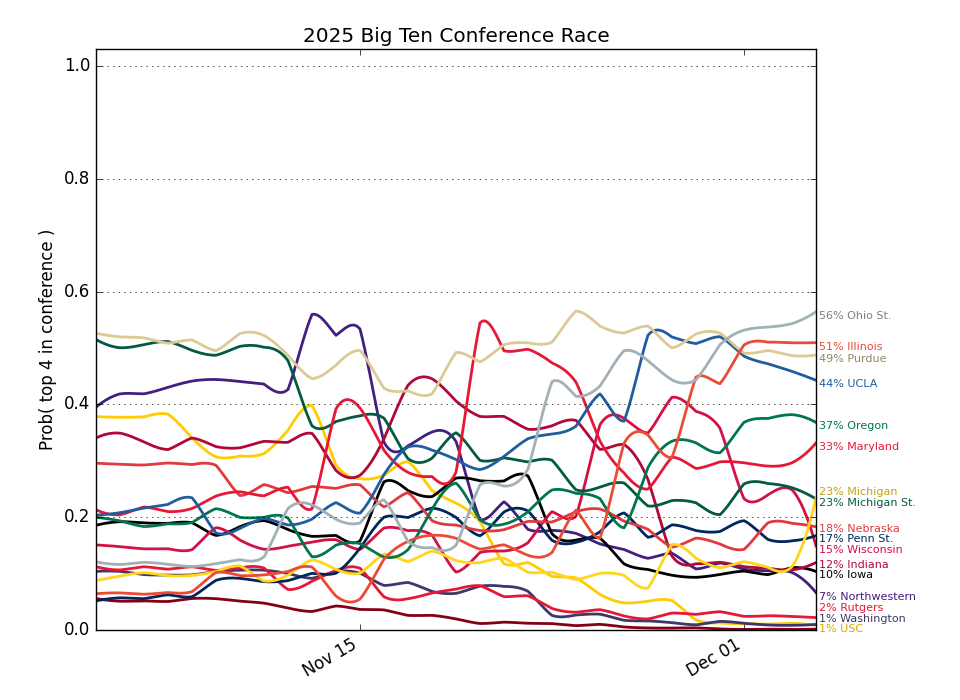 2025 Big Ten Conference Race
Prob( top 4 in conference )
1.0
0.8
0.6
0.4
0.2
0.0
Nov 15
Dec 01
56% Ohio St.
51% Illinois
49% Purdue
44% UCLA
37% Oregon
33% Maryland
23% Michigan
23% Michigan St.
18% Nebraska
17% Penn St.
15% Wisconsin
12% Indiana
10% Iowa
7% Northwestern
2% Rutgers
1% Washington
1% USC